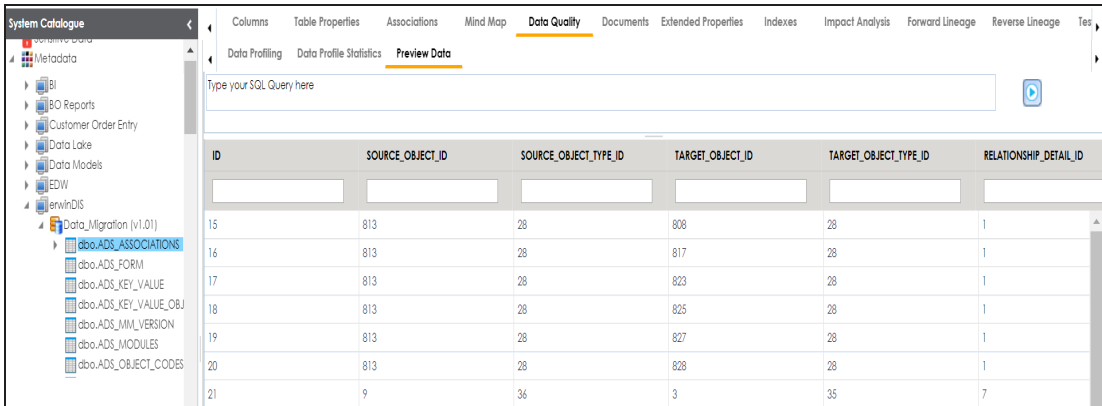 System Catalogue
Sensitive Data
Metadata
BI
BO Reports
Customer Order Entry
Data Lake
Data Models
EDW
erwinDIS
Data_Migration (v1.01)
dbo.ADS_ASSOCIATIONS
dbo.ADS_FORM
dbo.ADS_KEY_VALUE
dbo.ADS_KEY_VALUE_OBJ
dbo.ADS_MM_VERSION
dbo.ADS_MODULES
dbo.ADS_OBJECT_CODES
Columns Table Properties Associations Mind Map Data Quality Documents Extended Properties Indexes Impact Analysis Forward Lineage Reverse Lineage Tes
Data Profiling Data Profile Statistics Preview Data
Type your SQL Query here
ID SOURCE_OBJECT_ID SOURCE_OBJECT_TYPE_ID TARGET_OBJECT_ID TARGET_OBJECT_TYPE_ID RELATIONSHIP_DETAIL_ID
15 813 28 808 28 1
16 813 28 817 28 1
17 813 28 823 28 1
18 813 28 825 28 1
19 813 28 827 28 1
20 813 28 828 28 1
21 9 36 3 35 7